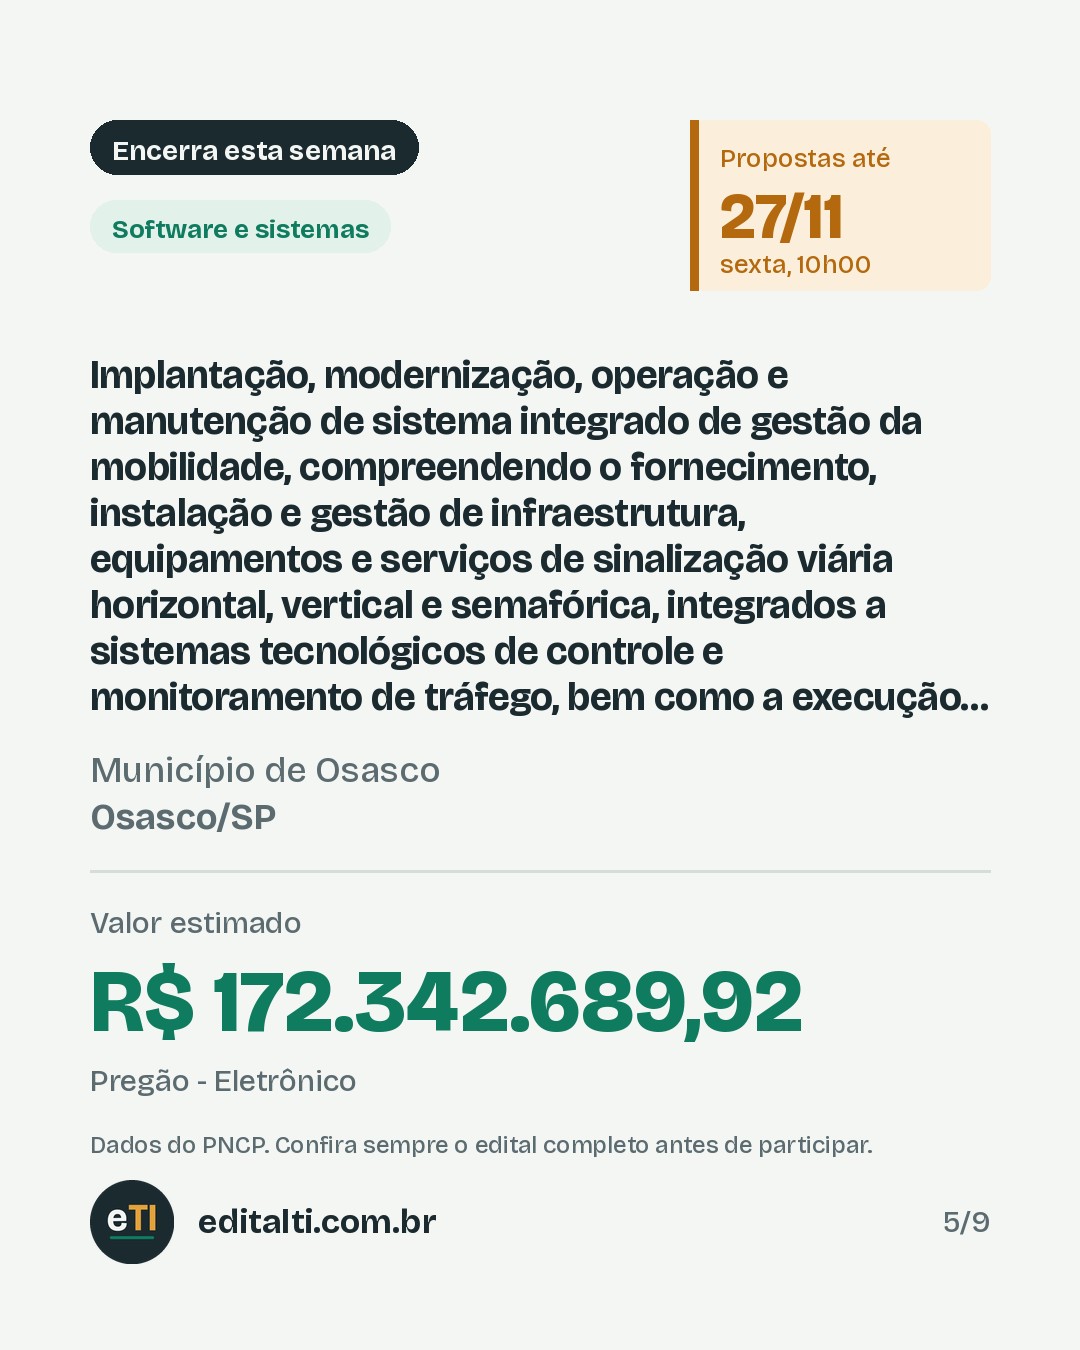 Encerra esta semana
Software e sistemas
Propostas até
27/11
sexta, 10h00
Implantação, modernização, operação e
manutenção de sistema integrado de gestão da
mobilidade, compreendendo o fornecimento,
instalação e gestão de infraestrutura,
equipamentos e serviços de sinalização viária
horizontal, vertical e semafórica, integrados a
sistemas tecnológicos de controle e
monitoramento de tráfego, bem como a execução...
Município de Osasco
Osasco/SP
Valor estimado
R$ 172.342.689,92
Pregão - Eletrônico
Dados do PNCP. Confira sempre o edital completo antes de participar.
eTI
editalti.com.br
5/9